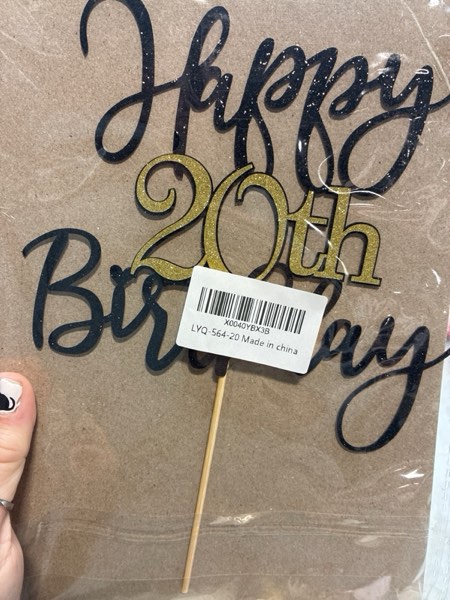 Happy
20th
Birthday
X0040YBX3B
LYQ-564-20 Made in china